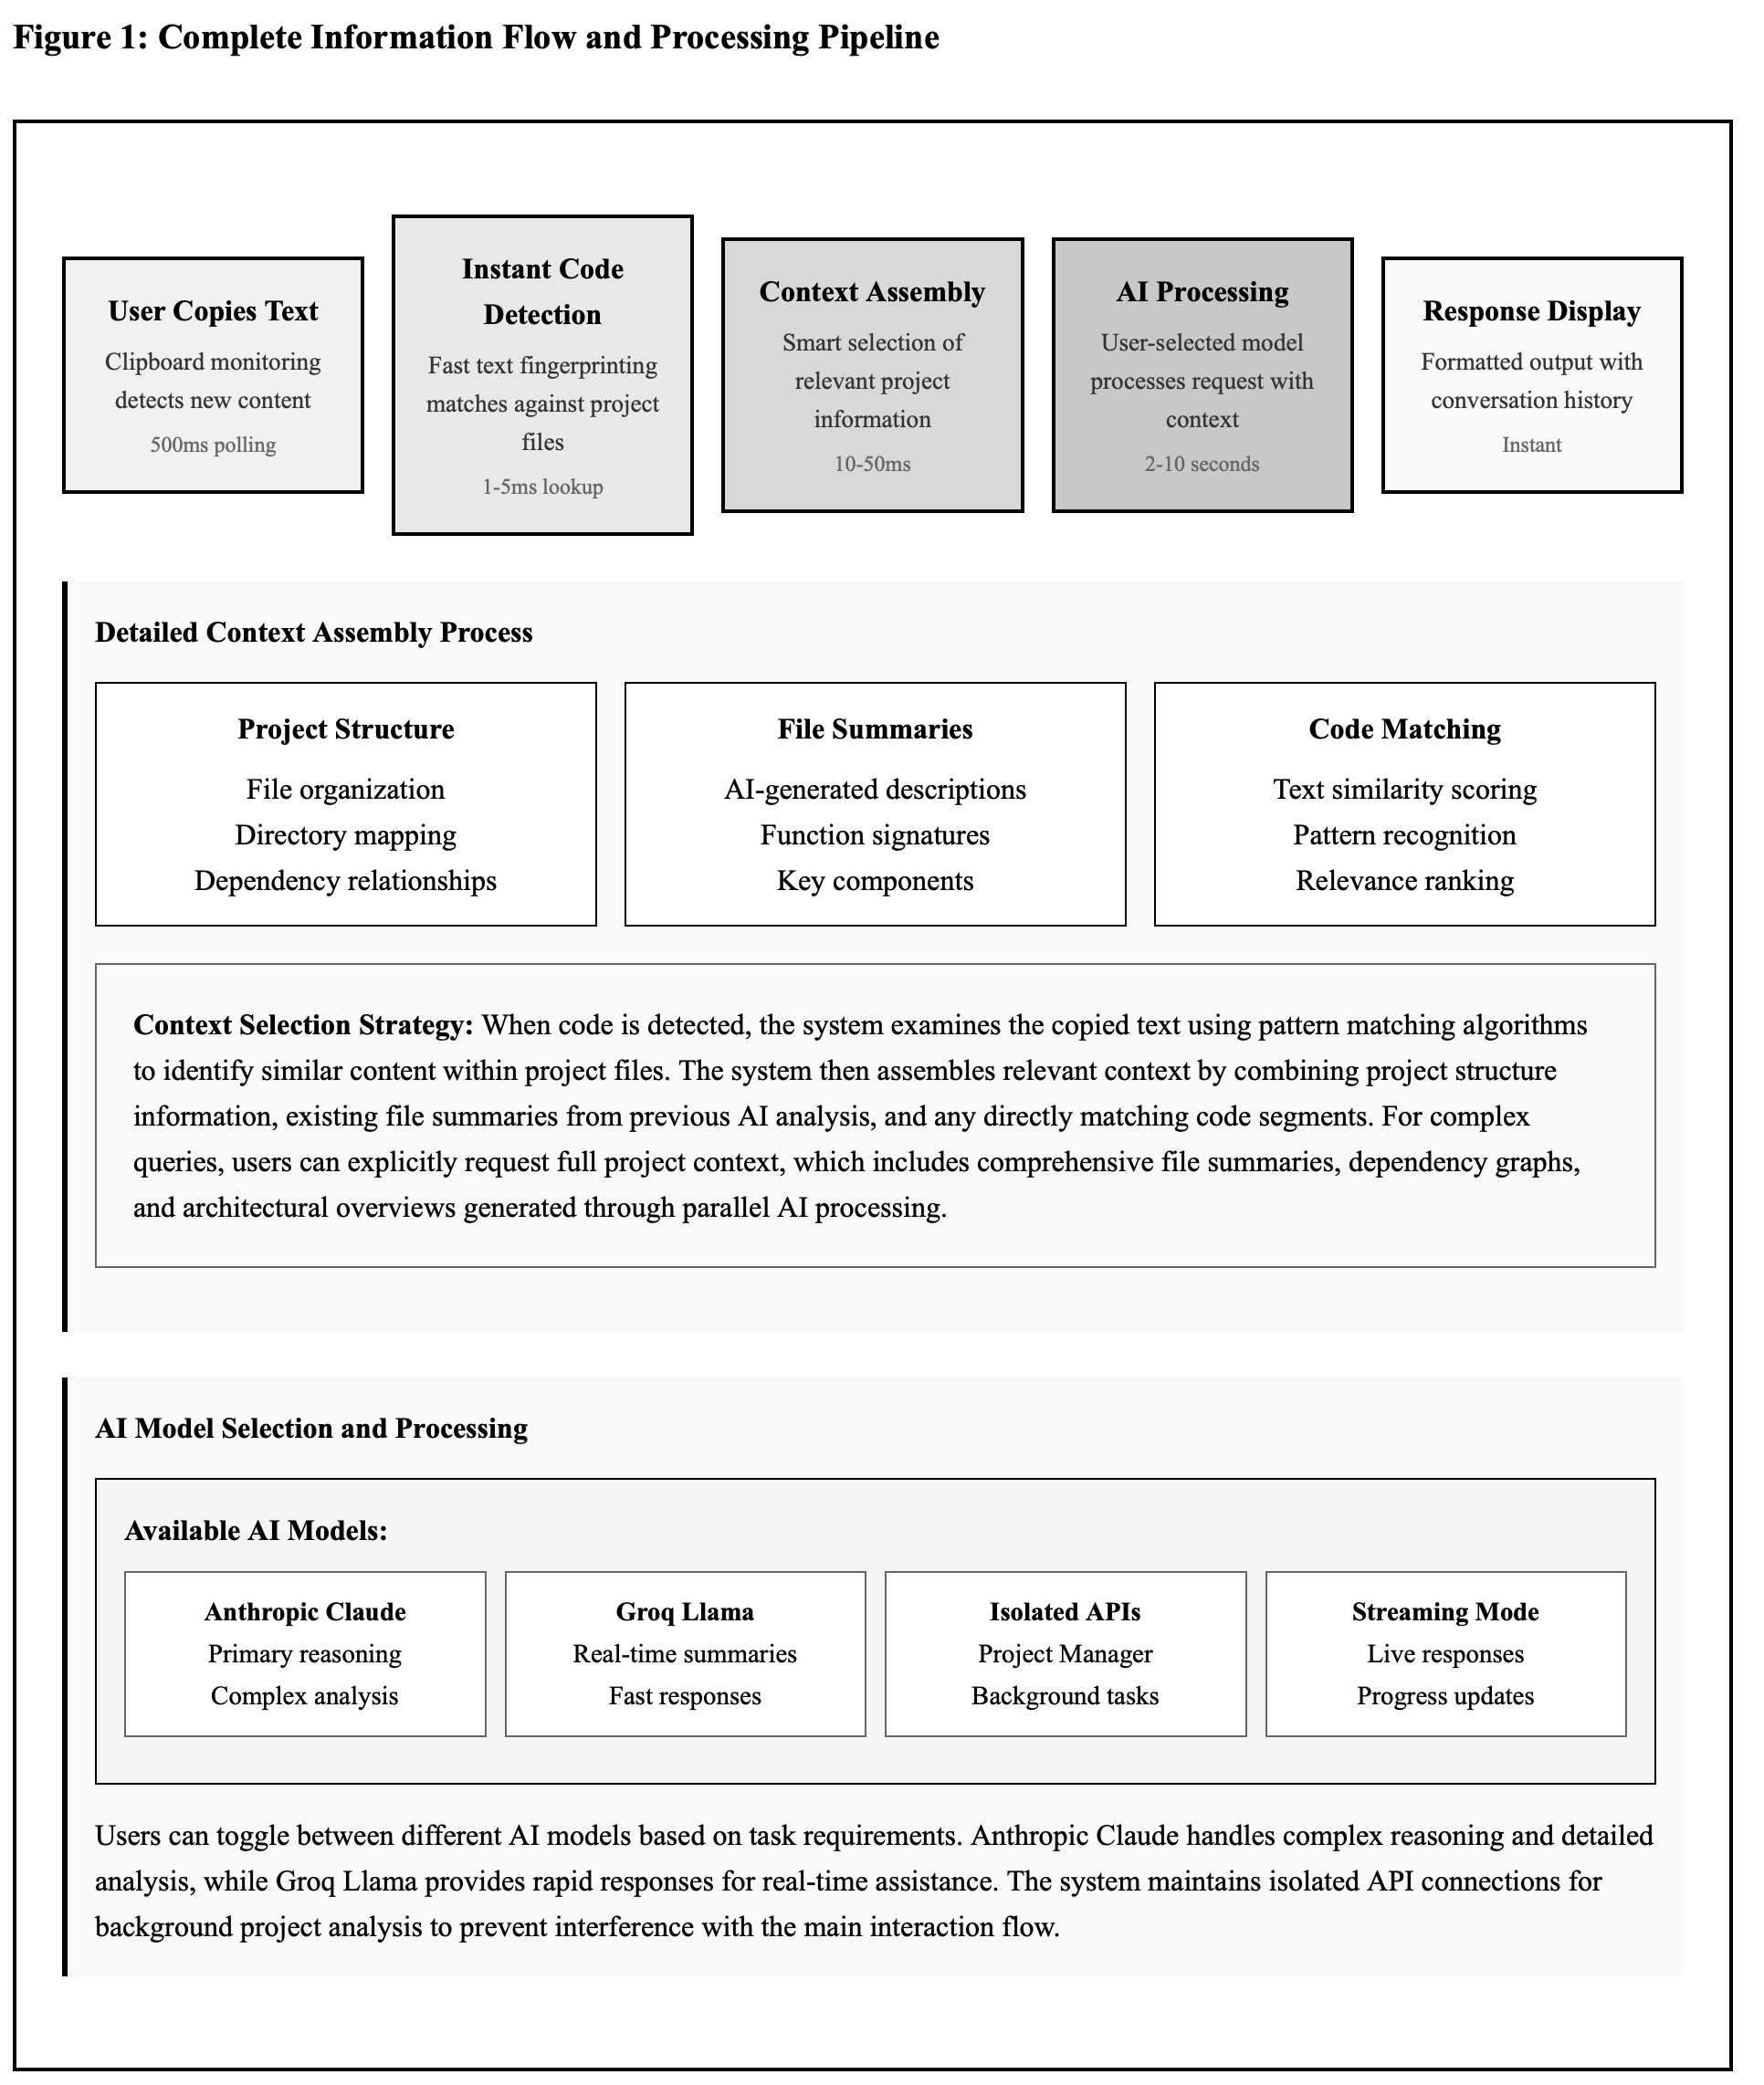 Figure 1: Complete Information Flow and Processing Pipeline
User Copies Text
Clipboard monitoring
detects new content
500ms polling
Instant Code
Detection
Fast text fingerprinting
matches against project
files
1-5ms lookup
Context Assembly
Smart selection of
relevant project
information
10-50ms
AI Processing
User-selected model
processes request with
context
2-10 seconds
Response Display
Formatted output with
conversation history
Instant
Detailed Context Assembly Process
Project Structure
File organization
Directory mapping
Dependency relationships
File Summaries
AI-generated descriptions
Function signatures
Key components
Code Matching
Text similarity scoring
Pattern recognition
Relevance ranking
Context Selection Strategy: When code is detected, the system examines the copied text using pattern matching algorithms
to identify similar content within project files. The system then assembles relevant context by combining project structure
information, existing file summaries from previous AI analysis, and any directly matching code segments. For complex
queries, users can explicitly request full project context, which includes comprehensive file summaries, dependency graphs,
and architectural overviews generated through parallel AI processing.
AI Model Selection and Processing
Available AI Models:
Anthropic Claude
Primary reasoning
Complex analysis
Groq Llama
Real-time summaries
Fast responses
Isolated APIs
Project Manager
Background tasks
Streaming Mode
Live responses
Progress updates
Users can toggle between different AI models based on task requirements. Anthropic Claude handles complex reasoning and detailed
analysis, while Groq Llama provides rapid responses for real-time assistance. The system maintains isolated API connections for
background project analysis to prevent interference with the main interaction flow.